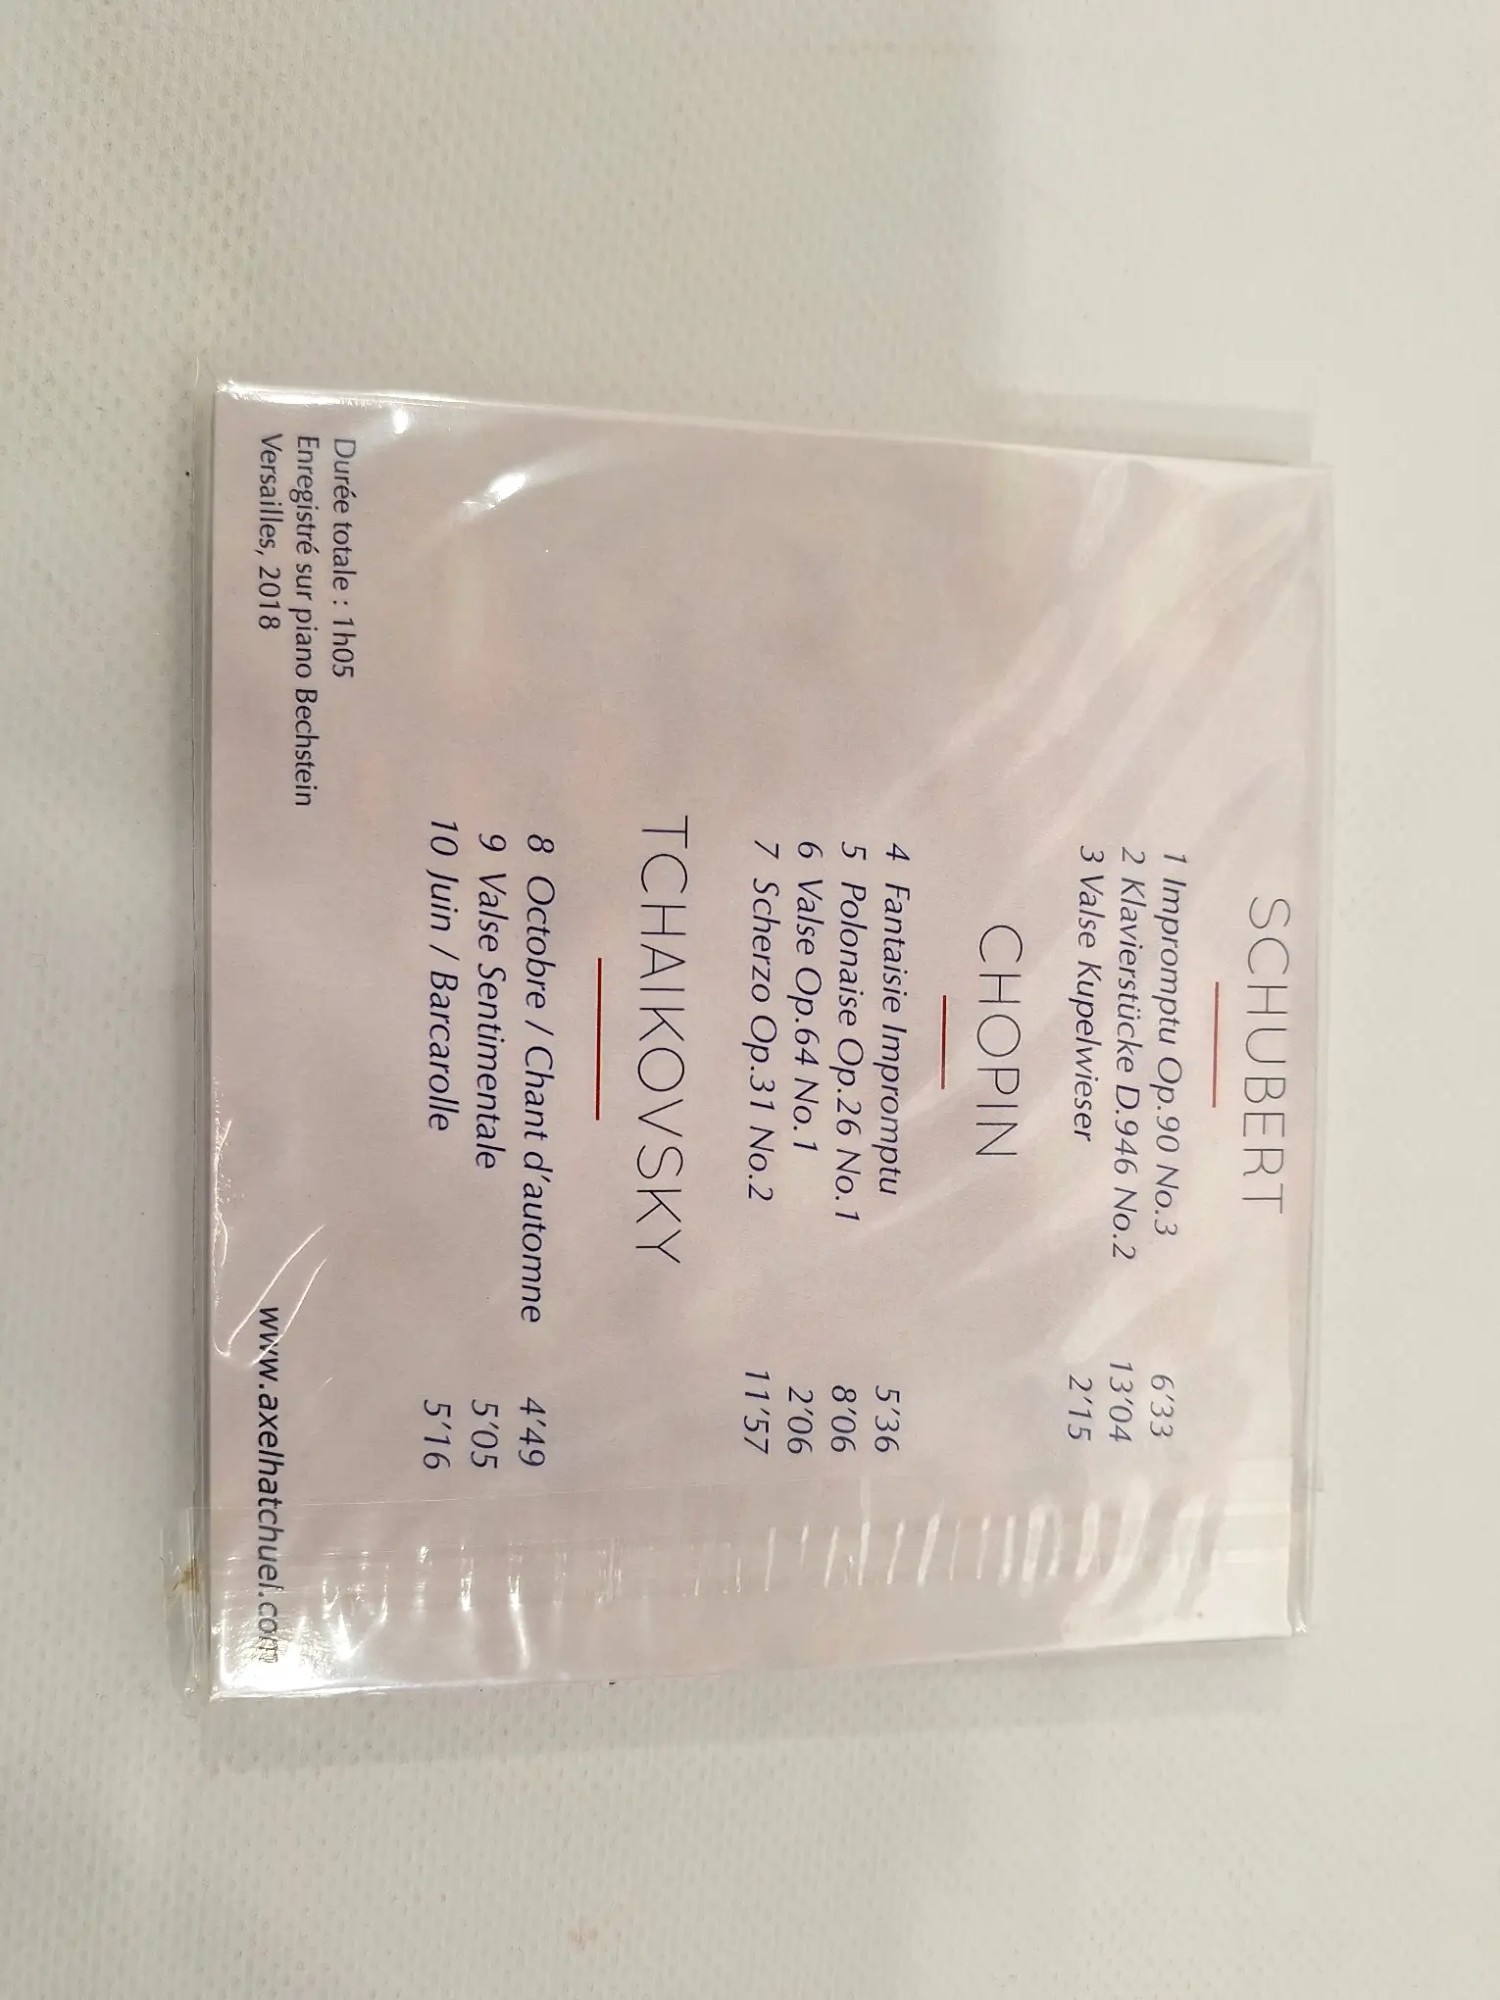 SCHUBERT
1 Impromptu Op.90 No.3 6'33
2 Klavierstücke D.946 No.2 13'04
3 Valse Kupelwieser 2'15
CHOPIN
4 Fantaisie Impromptu 5'36
5 Polonaise Op.26 No.1 8'06
6 Valse Op.64 No.1 2'06
7 Scherzo Op.31 No.2 11'57
TCHAIKOVSKY
8 Octobre / Chant d'automne 4'49
9 Valse Sentimentale 5'05
10 Juin / Barcarolle 5'16
Durée totale : 1h05
Enregistré sur piano Bechstein
Versailles, 2018
www.axelhatchuel.com